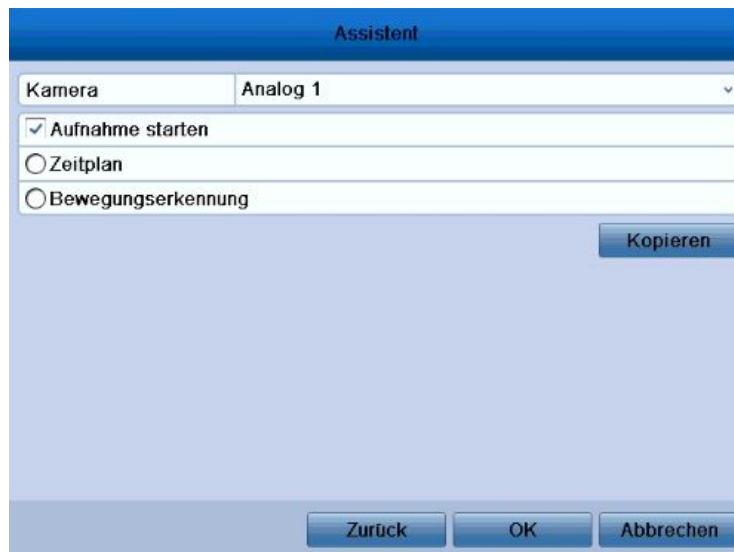 Assistent
Kamera Analog 1
Aufnahme starten
Zeitplan
Bewegungserkennung
Kopieren
Zurück OK Abbrechen